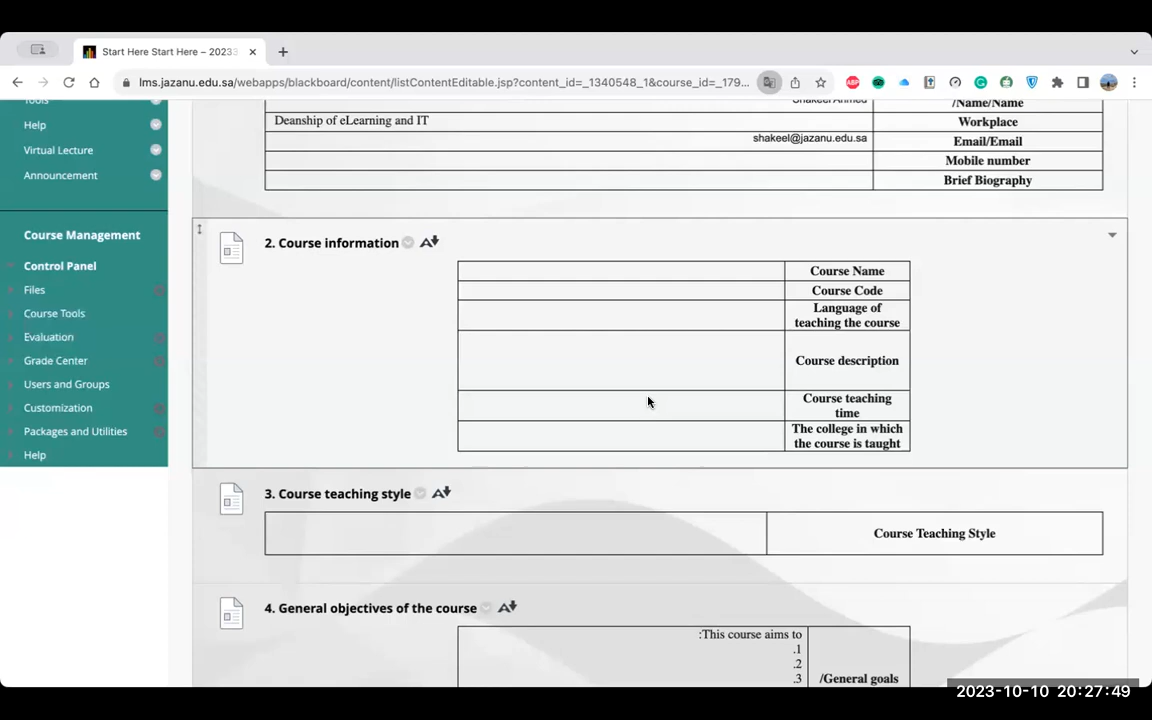 Start Here Start Here – 2023
lms.jazanu.edu.sa/webapps/blackboard/content/listContentEditable.jsp?content_id=_1340548_1&course_id=_179...
Tools
Help
Virtual Lecture
Announcement
Course Management
Control Panel
Files
Course Tools
Evaluation
Grade Center
Users and Groups
Customization
Packages and Utilities
Help
Shakeel Ahmed
/Name/Name
Deanship of eLearning and IT
Workplace
shakeel@jazanu.edu.sa
Email/Email
Mobile number
Brief Biography
2. Course information
Course Name
Course Code
Language of
teaching the course
Course description
Course teaching
time
The college in which
the course is taught
3. Course teaching style
Course Teaching Style
4. General objectives of the course
:This course aims to
.1
.2
.3
/General goals
2023-10-10 20:27:49